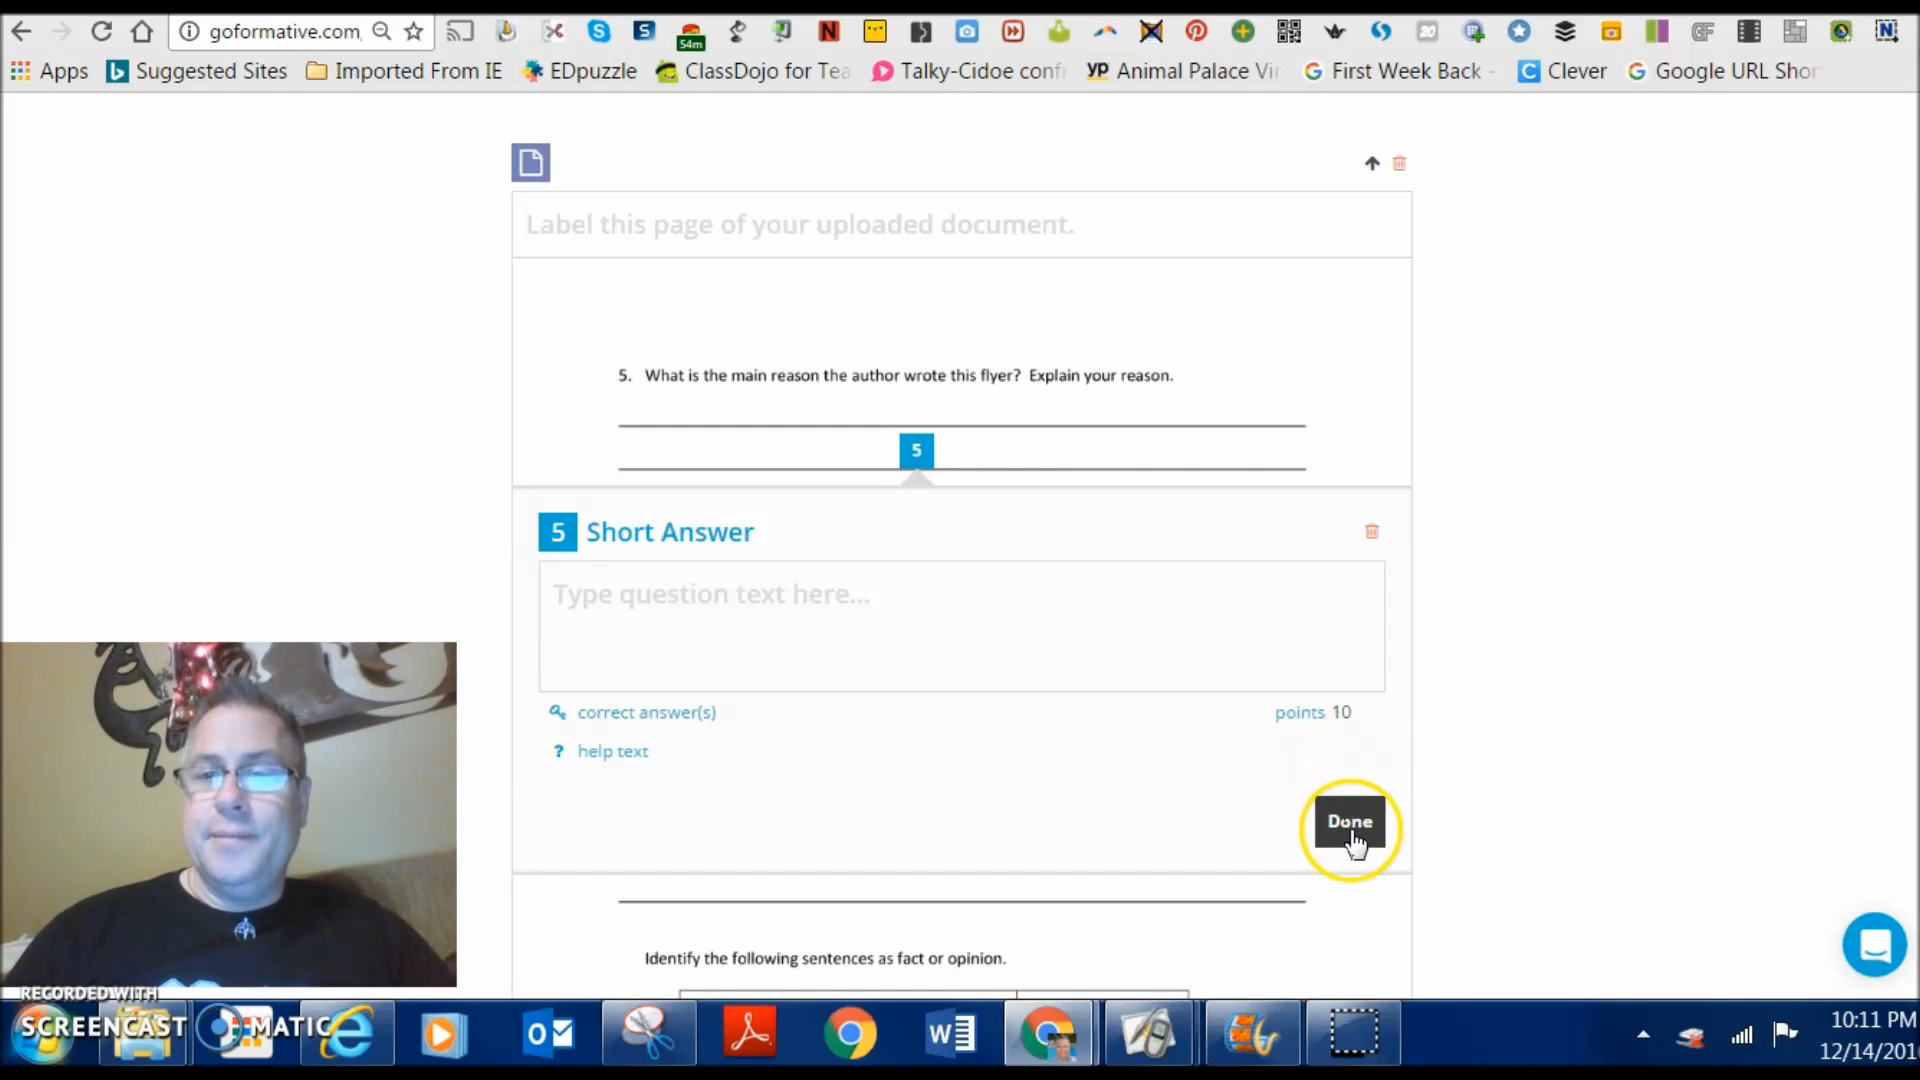 goformative.com,
54m
Apps
Suggested Sites
Imported From IE
EDpuzzle
ClassDojo for Tea
Talky-Cidoe conf
YP Animal Palace Vir
First Week Back -
Clever
Google URL Shor
Label this page of your uploaded document.
5. What is the main reason the author wrote this flyer? Explain your reason.
5
5 Short Answer
Type question text here...
correct answer(s)
points 10
? help text
Done
Identify the following sentences as fact or opinion.
RECORDED WITH
SCREENCAST MATIC
10:11 PM
12/14/201